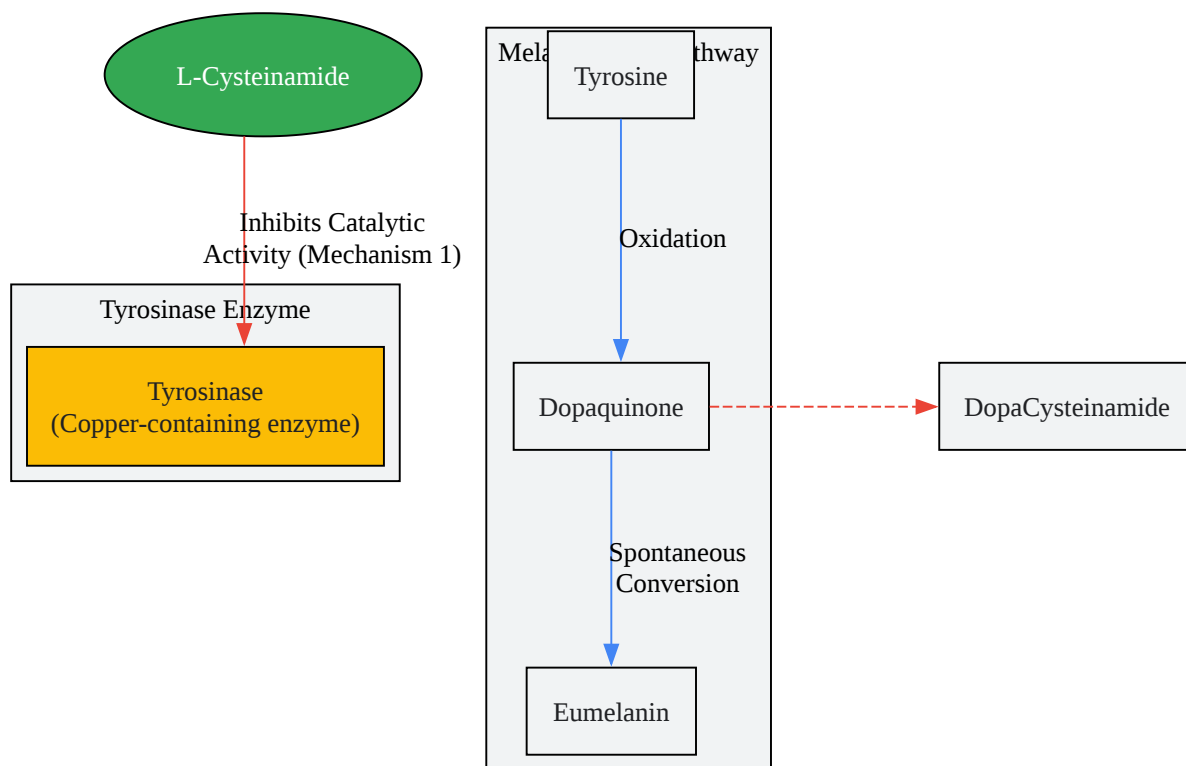 L-Cysteinamide
Inhibits Catalytic
Activity (Mechanism 1)
Tyrosinase Enzyme
Tyrosinase
(Copper-containing enzyme)
Tyrosine
Oxidation
Dopaquinone
Spontaneous
Conversion
Eumelanin
DopaCysteinamide